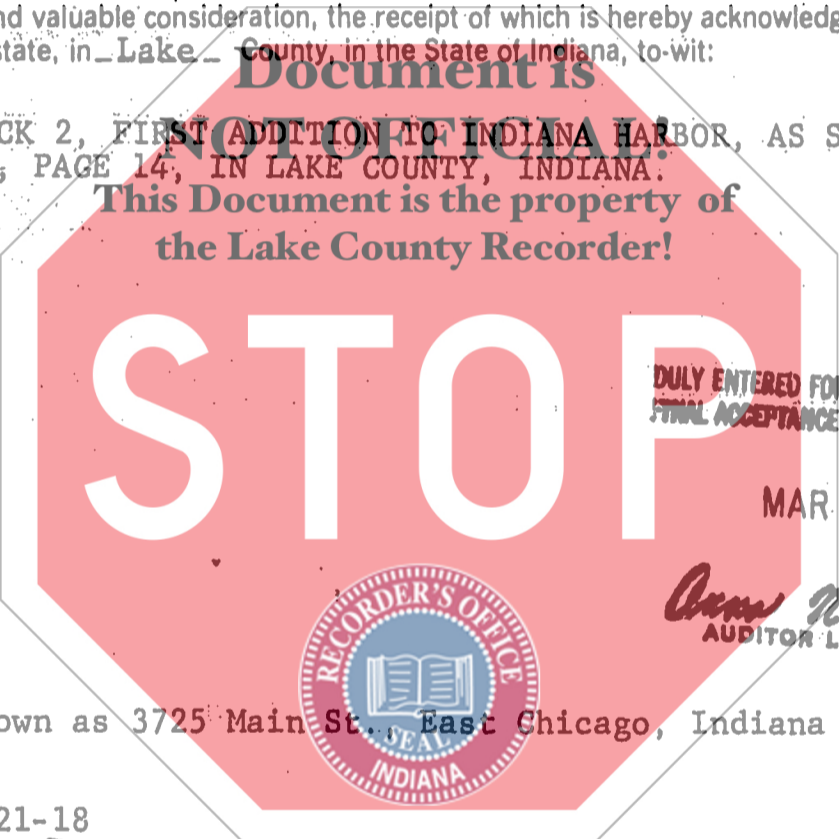 nd valuable consideration, the receipt of which is hereby acknowledg
state, in Lake County, in the State of Indiana, to-wit:
Document is
CK 2, FIRST ADDITION TO INDIANA HARBOR, AS S
NOT OFFICIAL!
PAGE 14, IN LAKE COUNTY, INDIANA.
This Document is the property of
the Lake County Recorder!
STOP
DULY ENTERED FO
FINAL ACCEPTANCE
MAR
AUDITOR L
RECORDER'S OFFICE
SEAL
INDIANA
own as 3725 Main St., East Chicago, Indiana
21-18